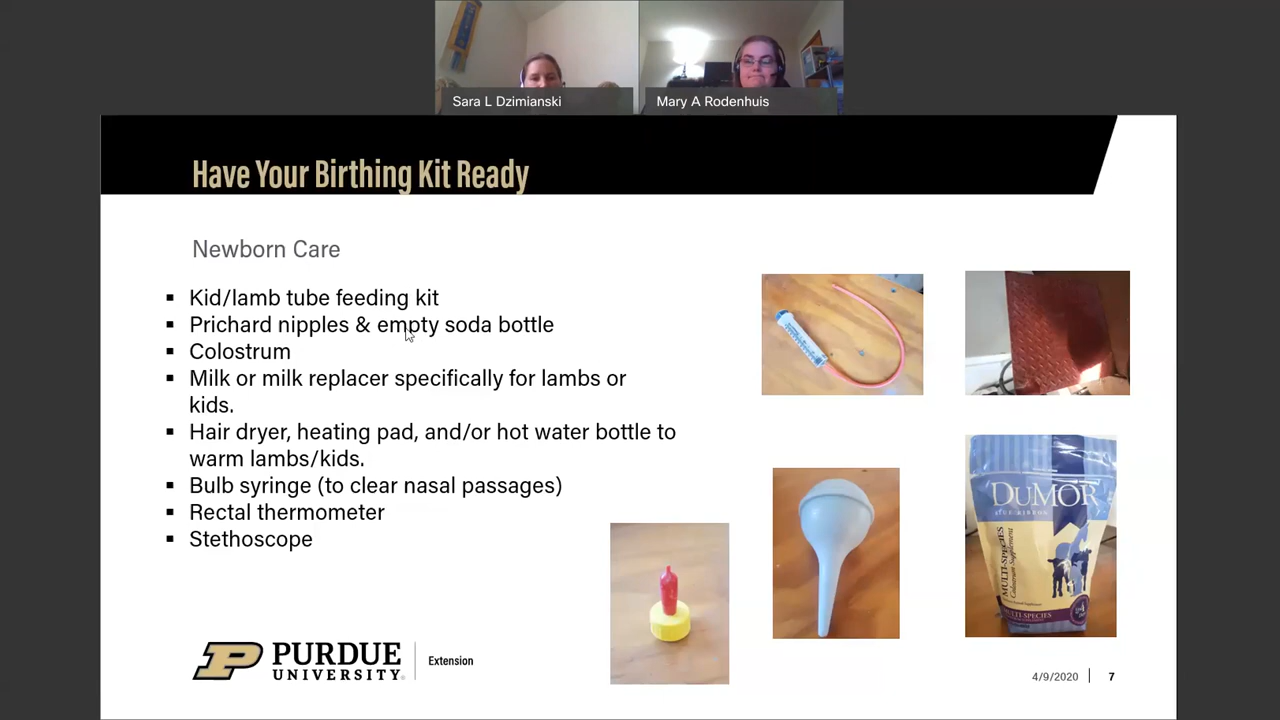 Sara L Dzimianski
Mary A Rodenhuis
Have Your Birthing Kit Ready
Newborn Care
▪ Kid/lamb tube feeding kit
▪ Prichard nipples & empty soda bottle
▪ Colostrum
▪ Milk or milk replacer specifically for lambs or
kids.
▪ Hair dryer, heating pad, and/or hot water bottle to
warm lambs/kids.
▪ Bulb syringe (to clear nasal passages)
▪ Rectal thermometer
▪ Stethoscope
DUMOR
MULTI-SPECIES
Colostrum Supplement
MULTI-SPECIES
PURDUE
UNIVERSITY
Extension
4/9/2020
7